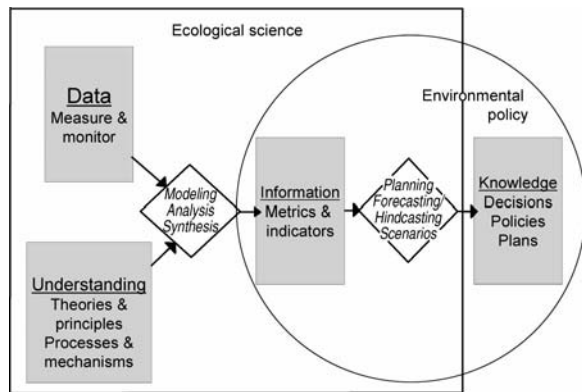 Ecological science
Environmental
policy
Data
Measure &
monitor
Understanding
Theories &
principles
Processes &
mechanisms
Modeling
Analysis
Synthesis
Information
Metrics &
indicators
Planning
Forecasting/
Hindcasting
Scenarios
Knowledge
Decisions
Policies
Plans